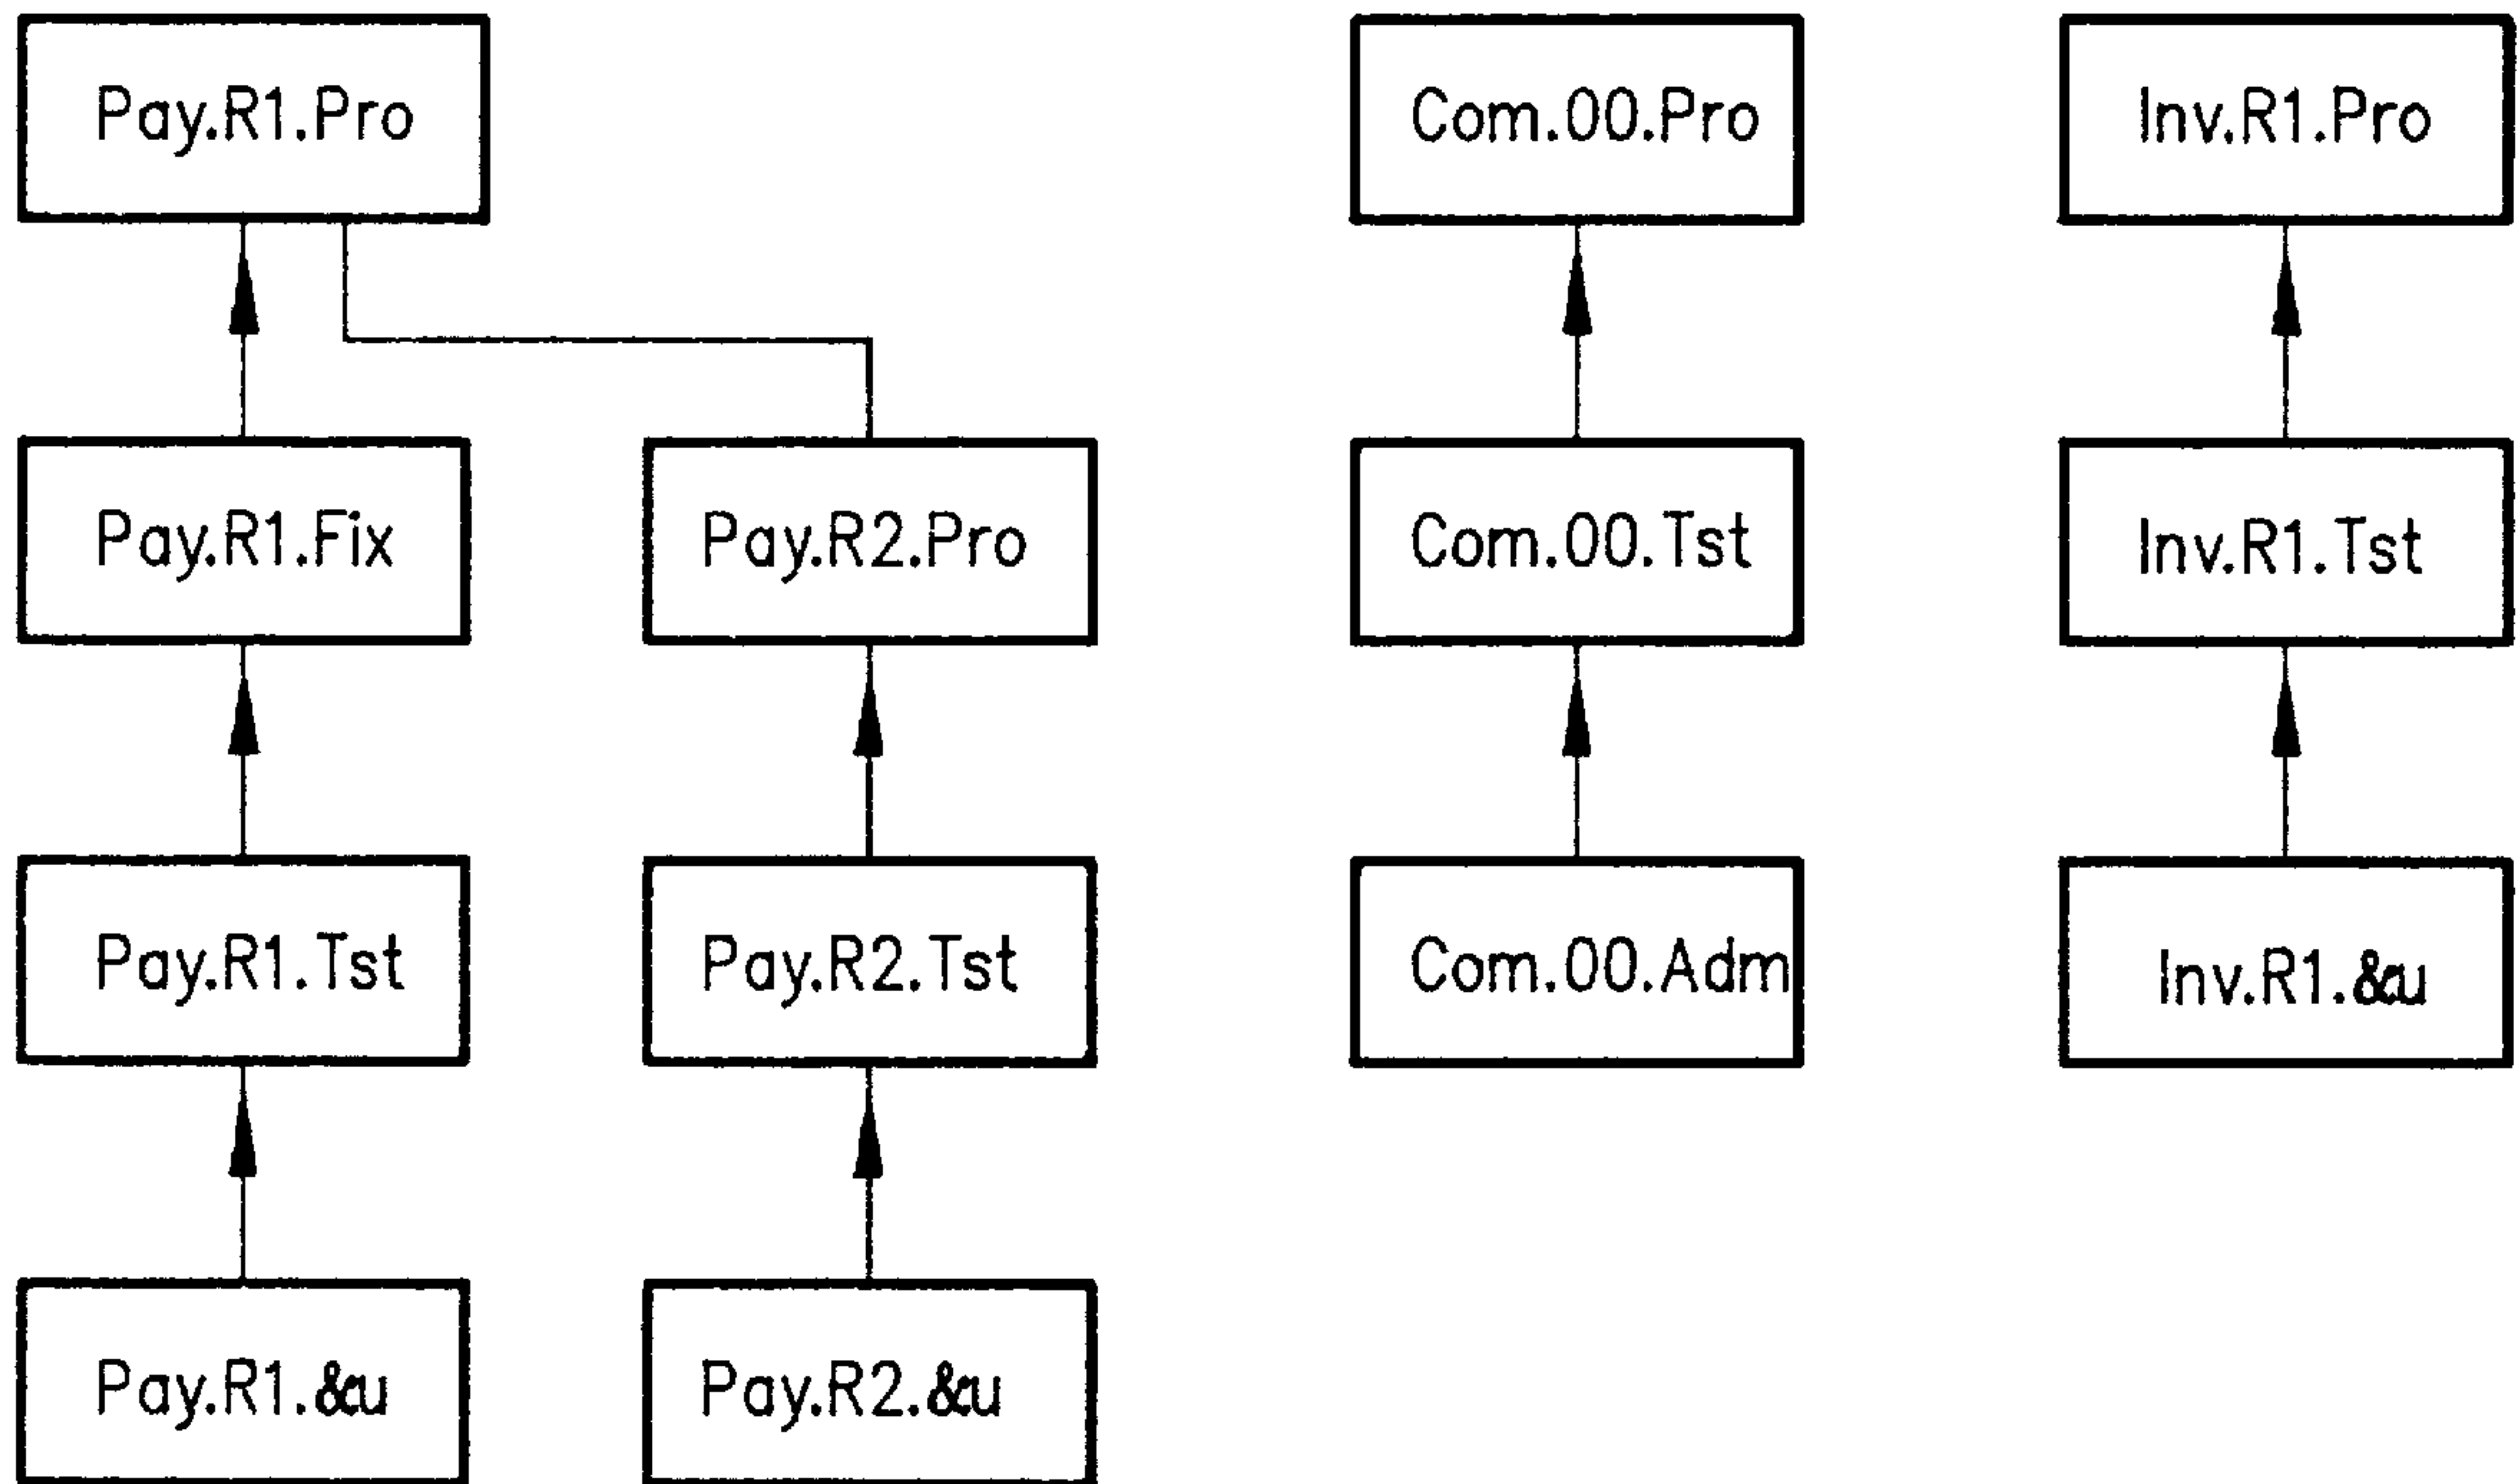 Pay.R1.Pro
Com.00.Pro
Inv.R1.Pro
Pay.R1.Fix
Pay.R2.Pro
Com.00.Tst
Inv.R1.Tst
Pay.R1.Tst
Pay.R2.Tst
Com.00.Adm
Inv.R1.&u
Pay.R1.&u
Pay.R2.&u